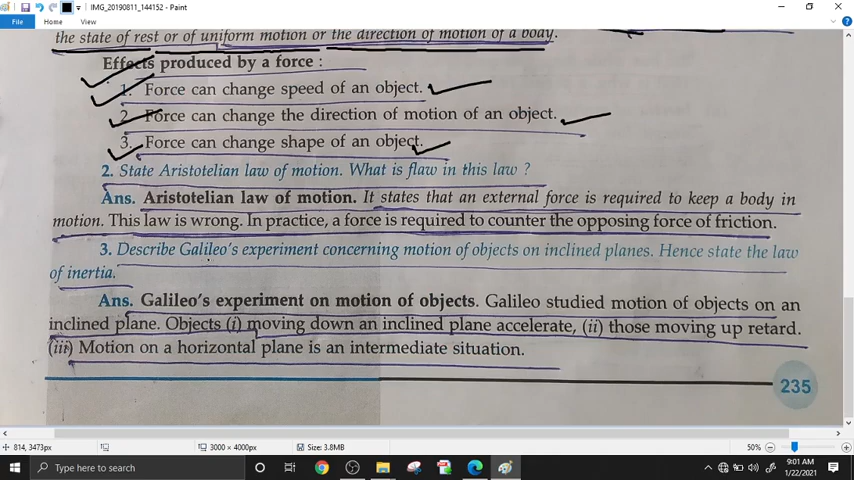 IMG_20190811_144152 - Paint
File Home View
the state of rest or of uniform motion or the direction of motion of a body.
Effects produced by a force :
1. Force can change speed of an object.
2. Force can change the direction of motion of an object.
3. Force can change shape of an object.
2. State Aristotelian law of motion. What is flaw in this law ?
Ans. Aristotelian law of motion. It states that an external force is required to keep a body in
motion. This law is wrong. In practice, a force is required to counter the opposing force of friction.
3. Describe Galileo's experiment concerning motion of objects on inclined planes. Hence state the law
of inertia.
Ans. Galileo's experiment on motion of objects. Galileo studied motion of objects on an
inclined plane. Objects (i) moving down an inclined plane accelerate, (ii) those moving up retard.
(iii) Motion on a horizontal plane is an intermediate situation.
235
814, 3473px 3000 × 4000px Size: 3.8MB 50%
Type here to search
9:01 AM
1/22/2021